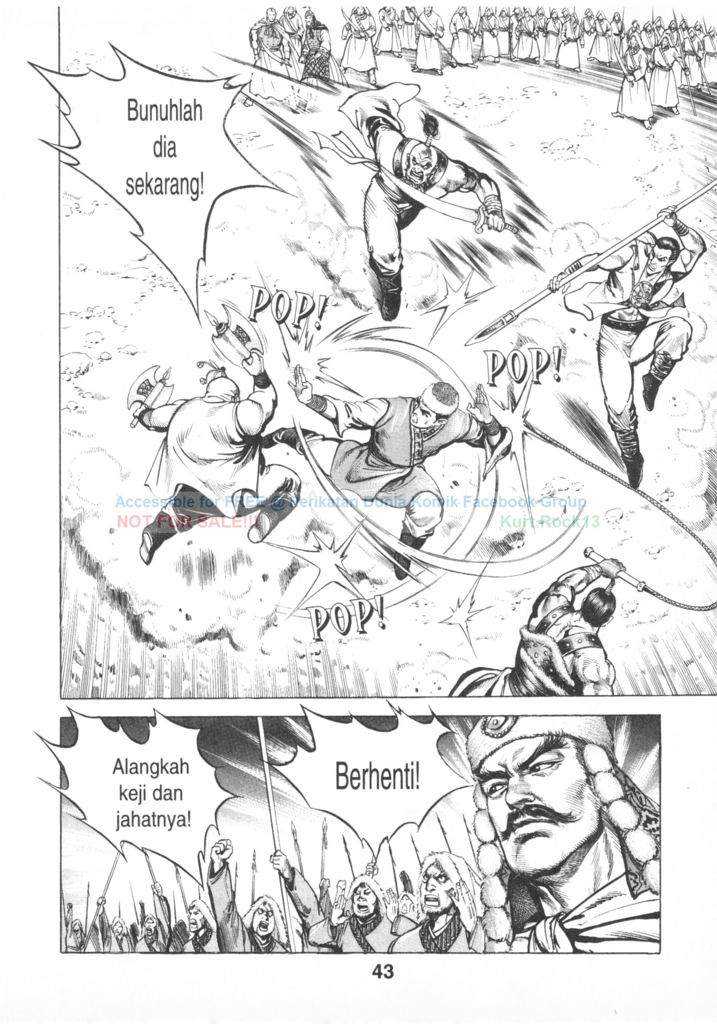 Bunuhlah
dia
sekarang!
POP!
POP!
Accessible for FREE @ Serikatan Dunia Komik Facebook Group
NOT FOR SALE!!!
Kurt Rock13
POP!
Alangkah
keji dan
jahatnya!
Berhenti!
43